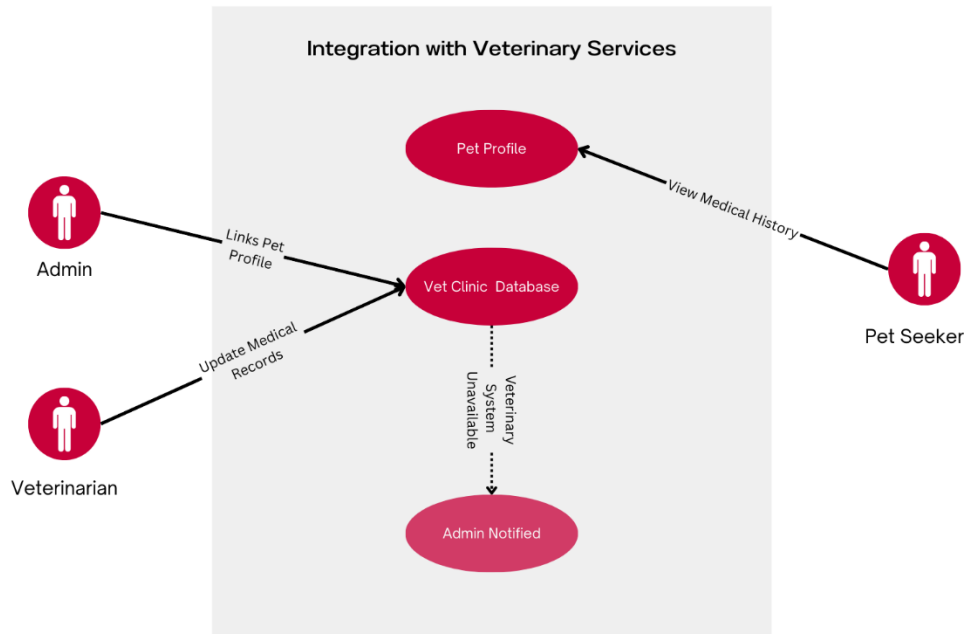 Integration with Veterinary Services
Pet Profile
View Medical History
Links Pet
Profile
Admin
Vet Clinic  Database
Pet Seeker
Update Medical
Records
Veterinary
System
Unavailable
Veterinarian
Admin Notified